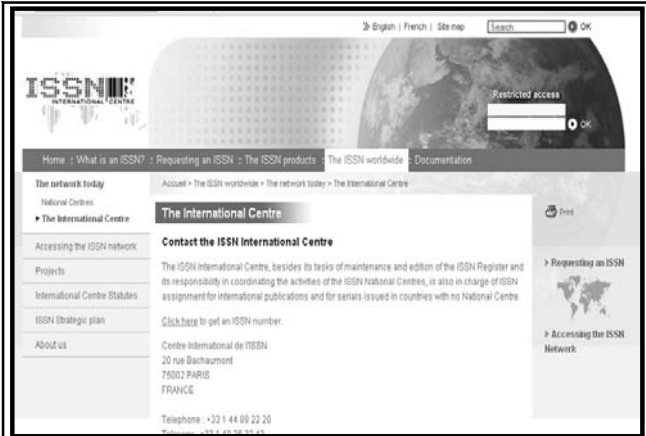 English | French | Site map Search OK
ISSN
INTERNATIONAL CENTRE
Restricted access
OK
Home : What is an ISSN? : Requesting an ISSN : The ISSN products : The ISSN worldwide : Documentation
The network today
National Centres
The International Centre
Accessing the ISSN network
Projects
International Centre Statutes
ISSN Strategic plan
About us
Accueil > The ISSN worldwide > The network today > The International Centre
The International Centre
Contact the ISSN International Centre
The ISSN International Centre, besides its tasks of maintenance and edition of the ISSN Register and
its responsibility in coordinating the activities of the ISSN National Centres, is also in charge of ISSN
assignment for international publications and for serials issued in countries with no National Centre.
Click here to get an ISSN number.
Centre International de l'ISSN
20 rue Bachaumont
75002 PARIS
FRANCE
Telephone : +33 1 44 88 22 20
Print
Requesting an ISSN
Accessing the ISSN
Network